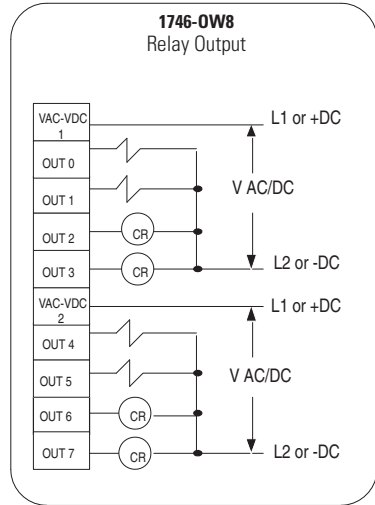 1746-OW8
Relay Output
VAC-VDC
1
L1 or +DC
OUT 0
OUT 1
V AC/DC
OUT 2
CR
OUT 3
CR
L2 or -DC
VAC-VDC
2
L1 or +DC
OUT 4
OUT 5
V AC/DC
OUT 6
CR
OUT 7
CR
L2 or -DC